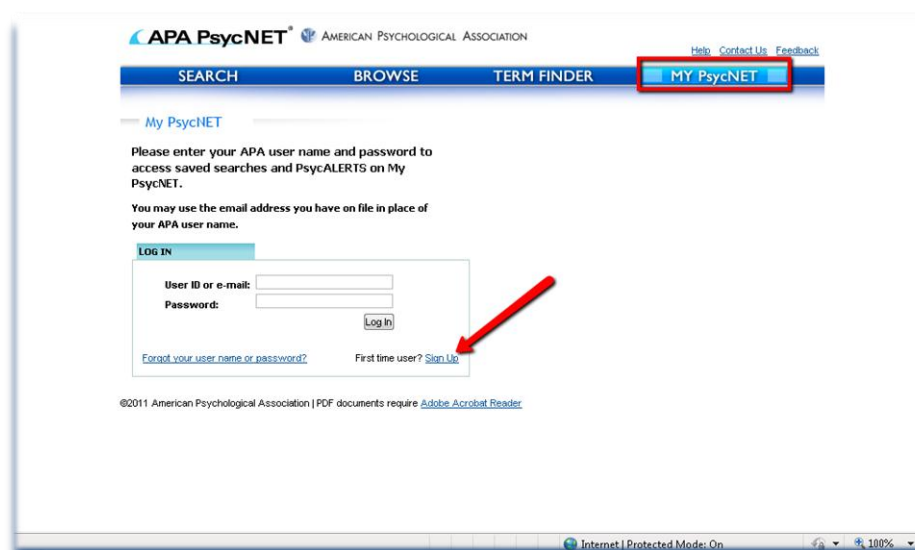 APA PsycNET® AMERICAN PSYCHOLOGICAL ASSOCIATION
Help Contact Us Feedback
SEARCH BROWSE TERM FINDER MY PsycNET
My PsycNET
Please enter your APA user name and password to
access saved searches and PsycALERTS on My
PsycNET.
You may use the email address you have on file in place of
your APA user name.
LOG IN
User ID or e-mail:
Password:
Log In
Forgot your user name or password? First time user? Sign Up
©2011 American Psychological Association | PDF documents require Adobe Acrobat Reader
Internet | Protected Mode: On 100%